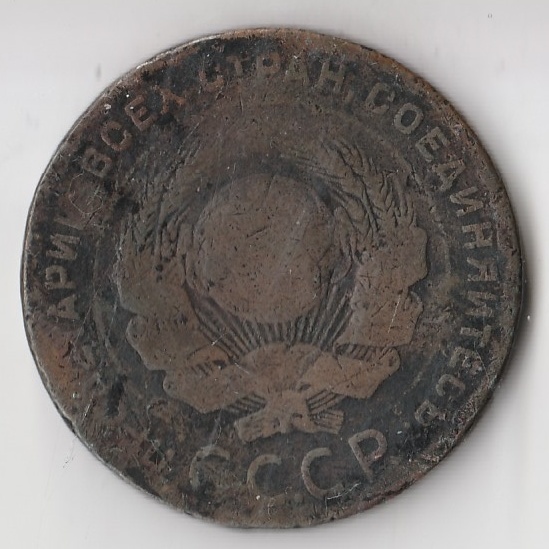 ВСЕХ СТРАН, СОЕДИНЯЙТЕСЬ
СССР